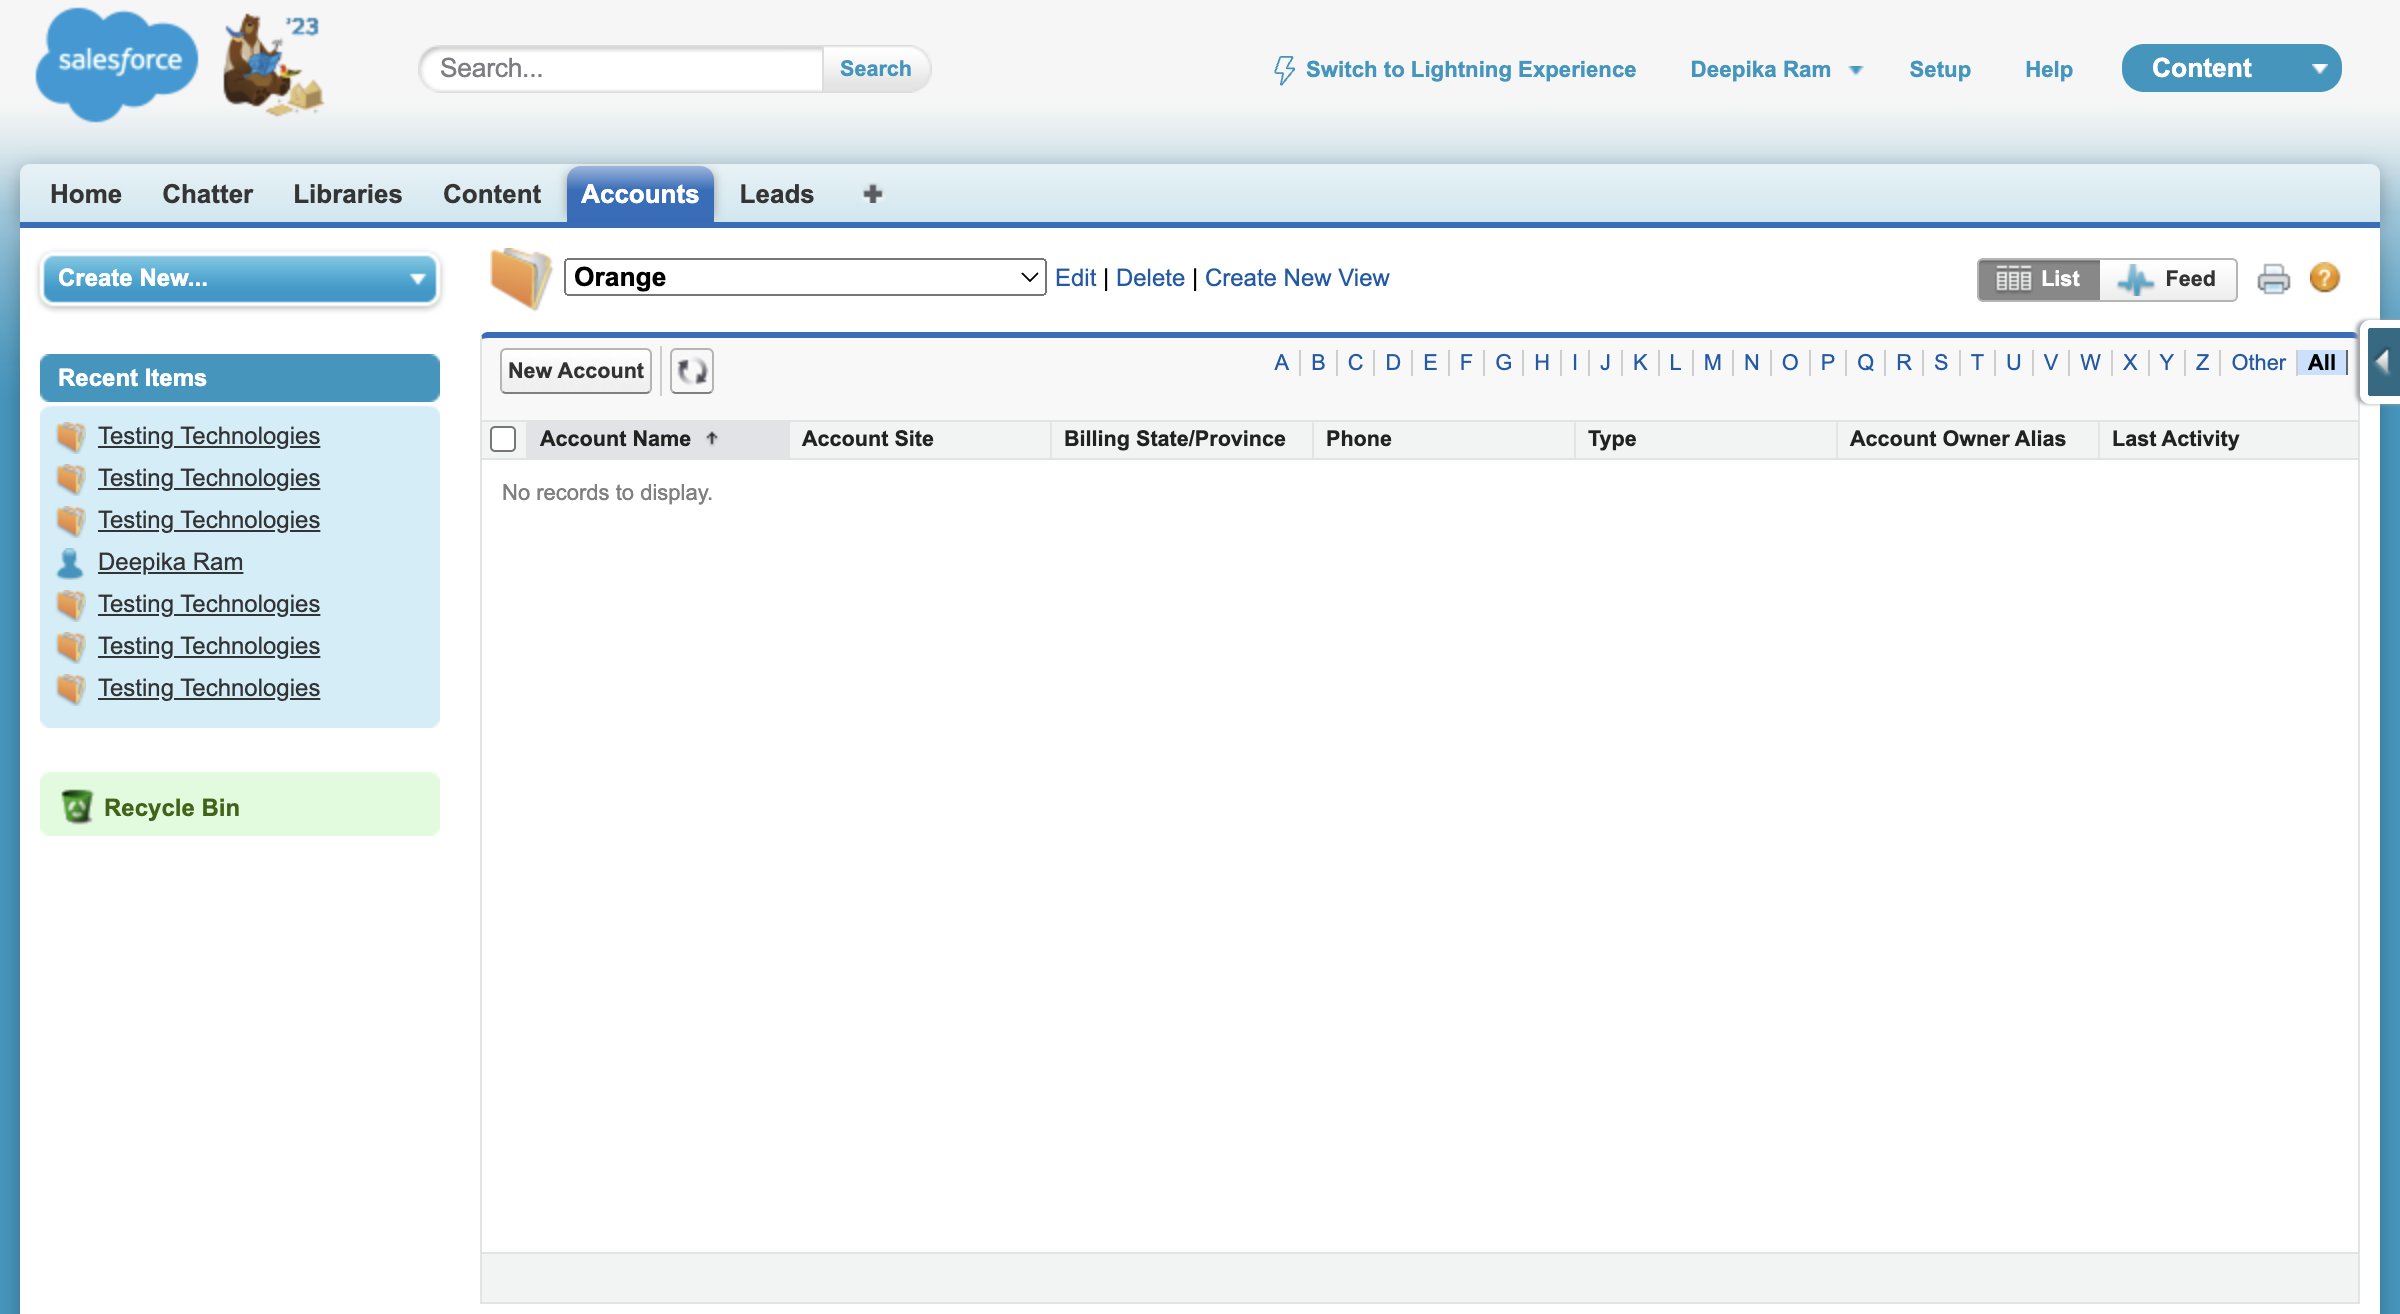 salesforce
'23
Search...
Search
Switch to Lightning Experience
Deepika Ram
Setup
Help
Content
Home
Chatter
Libraries
Content
Accounts
Leads
Create New...
Orange
Edit | Delete | Create New View
List
Feed
Recent Items
Testing Technologies
Testing Technologies
Testing Technologies
Deepika Ram
Testing Technologies
Testing Technologies
Testing Technologies
Recycle Bin
New Account
A | B | C | D | E | F | G | H | I | J | K | L | M | N | O | P | Q | R | S | T | U | V | W | X | Y | Z | Other | All
Account Name
Account Site
Billing State/Province
Phone
Type
Account Owner Alias
Last Activity
No records to display.